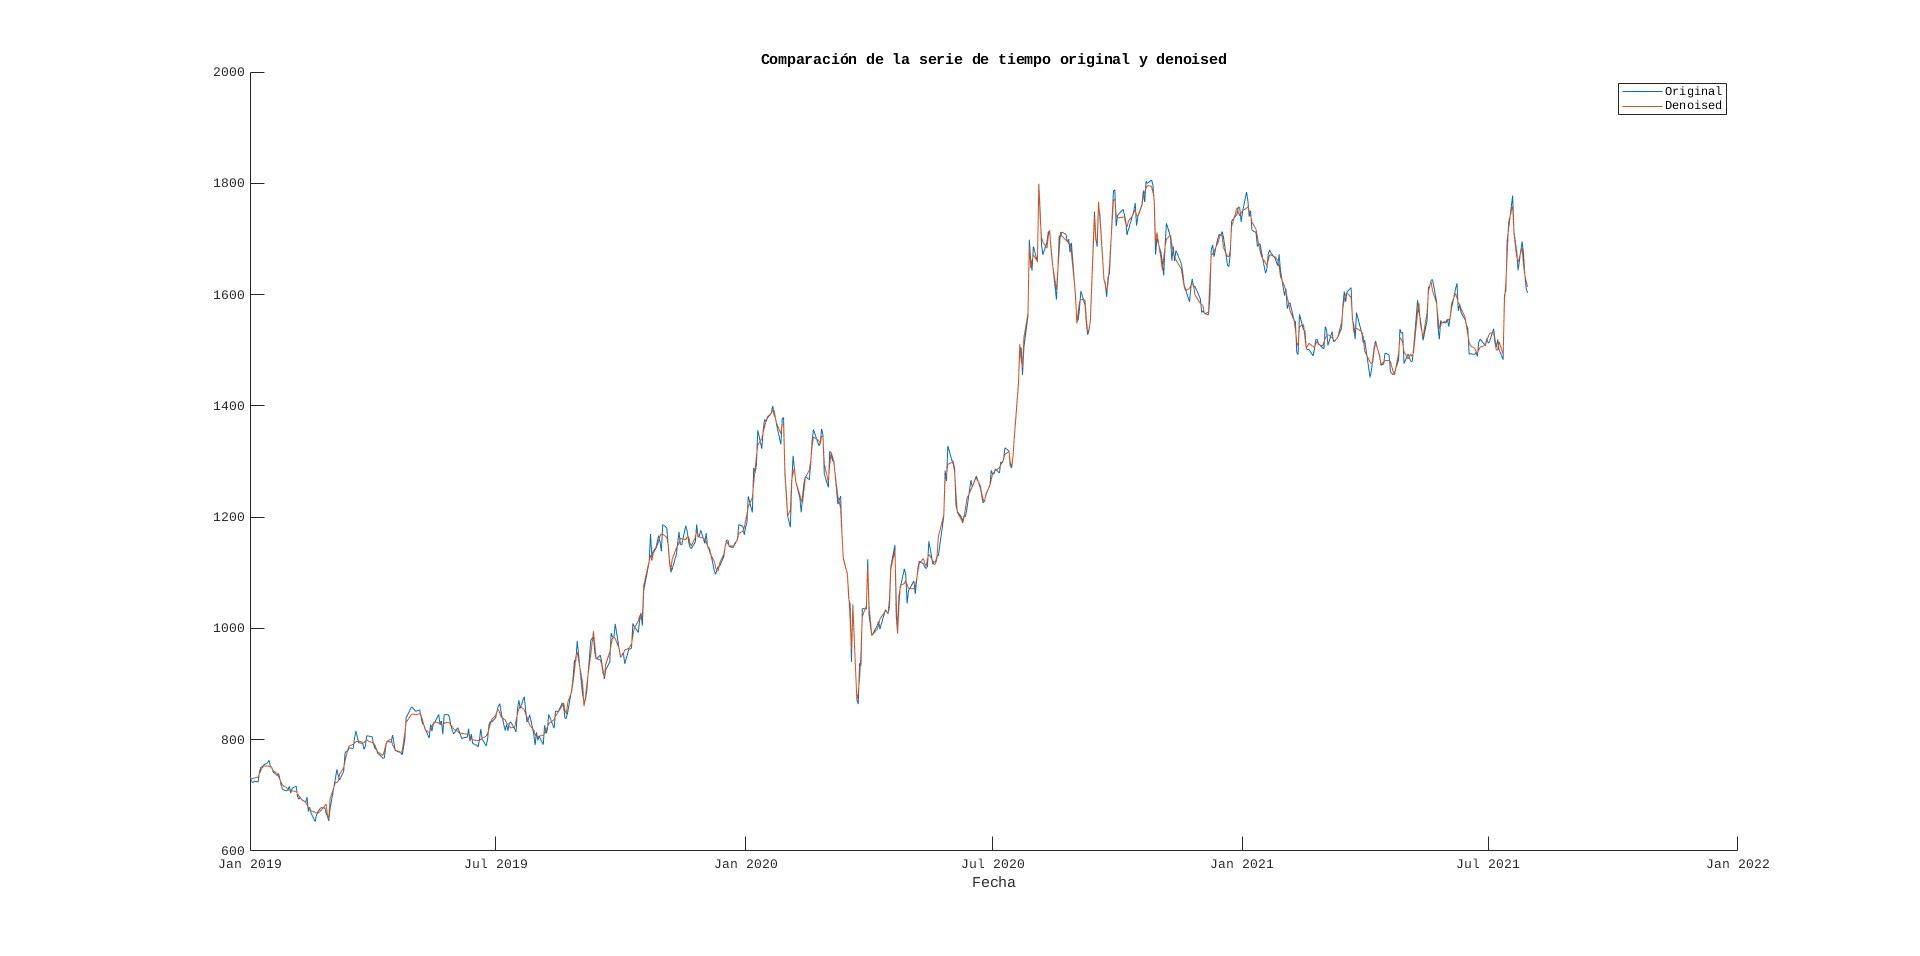 Comparación de la serie de tiempo original y denoised
2000
Original
Denoised
1800
1600
1400
1200
1000
800
600
Jan 2019 Jul 2019 Jan 2020 Jul 2020 Jan 2021 Jul 2021 Jan 2022
Fecha